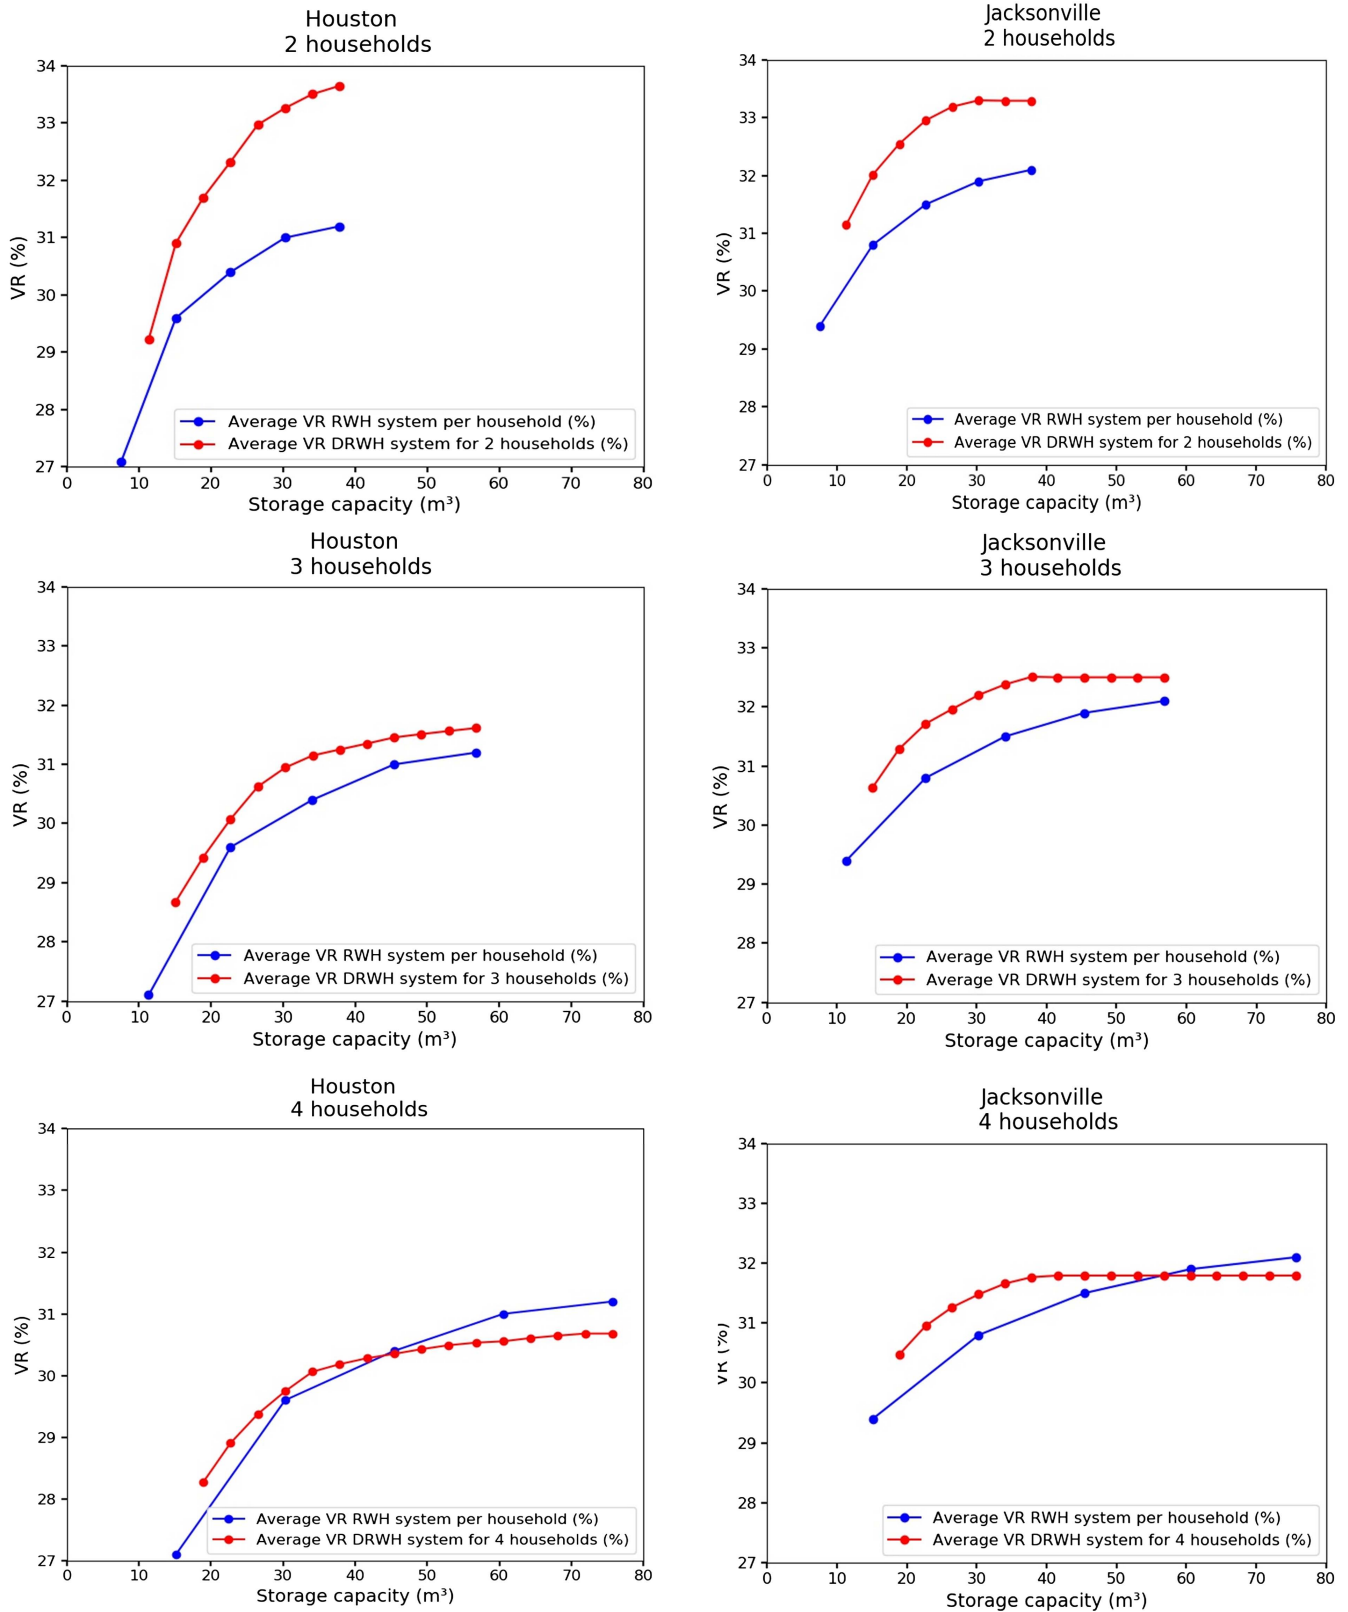 Houston
2 households
34
33
32
31
30
29
28
27
VR (%)
Average VR RWH system per household (%)
Average VR DRWH system for 2 households (%)
0 10 20 30 40 50 60 70 80
Storage capacity (m³)
Jacksonville
2 households
34
33
32
31
30
29
28
27
VR (%)
Average VR RWH system per household (%)
Average VR DRWH system for 2 households (%)
0 10 20 30 40 50 60 70 80
Storage capacity (m³)
Houston
3 households
34
33
32
31
30
29
28
27
VR (%)
Average VR RWH system per household (%)
Average VR DRWH system for 3 households (%)
0 10 20 30 40 50 60 70 80
Storage capacity (m³)
Jacksonville
3 households
34
33
32
31
30
29
28
27
VR (%)
Average VR RWH system per household (%)
Average VR DRWH system for 3 households (%)
0 10 20 30 40 50 60 70 80
Storage capacity (m³)
Houston
4 households
34
33
32
31
30
29
28
27
VR (%)
Average VR RWH system per household (%)
Average VR DRWH system for 4 households (%)
0 10 20 30 40 50 60 70 80
Storage capacity (m³)
Jacksonville
4 households
34
33
32
31
30
29
28
27
VR (%)
Average VR RWH system per household (%)
Average VR DRWH system for 4 households (%)
0 10 20 30 40 50 60 70 80
Storage capacity (m³)